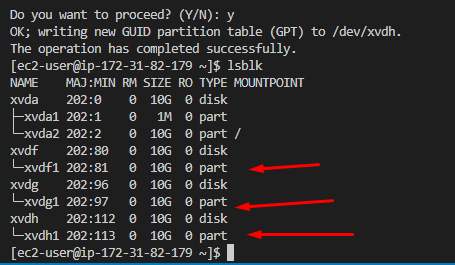 Do you want to proceed? (Y/N): y
OK; writing new GUID partition table (GPT) to /dev/xvdh.
The operation has completed successfully.
[ec2-user@ip-172-31-82-179 ~]$ lsblk
NAME    MAJ:MIN RM SIZE RO TYPE MOUNTPOINT
xvda    202:0    0  10G  0 disk
├─xvda1 202:1    0   1M  0 part
└─xvda2 202:2    0  10G  0 part /
xvdf    202:80   0  10G  0 disk
└─xvdf1 202:81   0  10G  0 part
xvdg    202:96   0  10G  0 disk
└─xvdg1 202:97   0  10G  0 part
xvdh    202:112  0  10G  0 disk
└─xvdh1 202:113  0  10G  0 part
[ec2-user@ip-172-31-82-179 ~]$